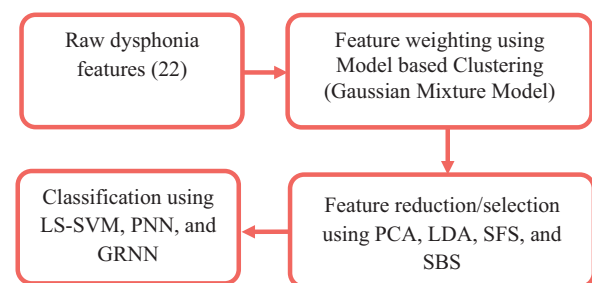 Raw dysphonia
features (22)
Feature weighting using
Model based Clustering
(Gaussian Mixture Model)
Feature reduction/selection
using PCA, LDA, SFS, and
SBS
Classification using
LS-SVM, PNN, and
GRNN